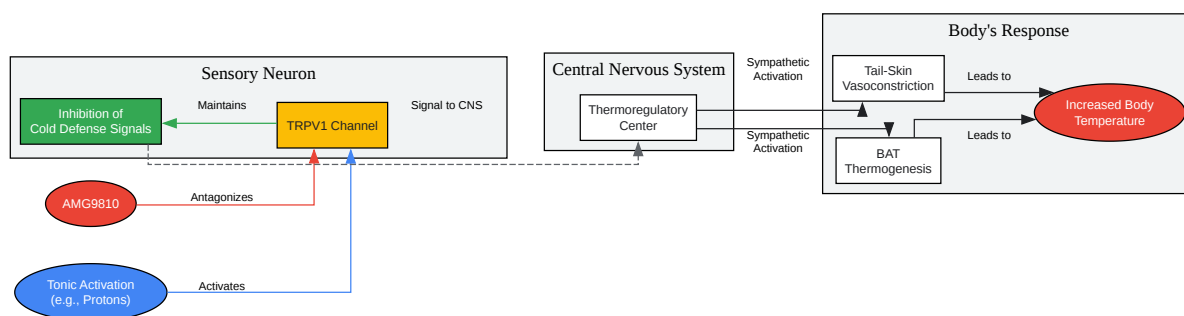 Body's Response
Sensory Neuron
Central Nervous System
Sympathetic
Activation
Tail-Skin
Vasoconstriction
Leads to
Inhibition of
Cold Defense Signals
Maintains
TRPV1 Channel
Signal to CNS
Thermoregulatory
Center
Increased Body
Temperature
Sympathetic
Activation
BAT
Thermogenesis
Leads to
AMG9810
Antagonizes
Tonic Activation
(e.g., Protons)
Activates